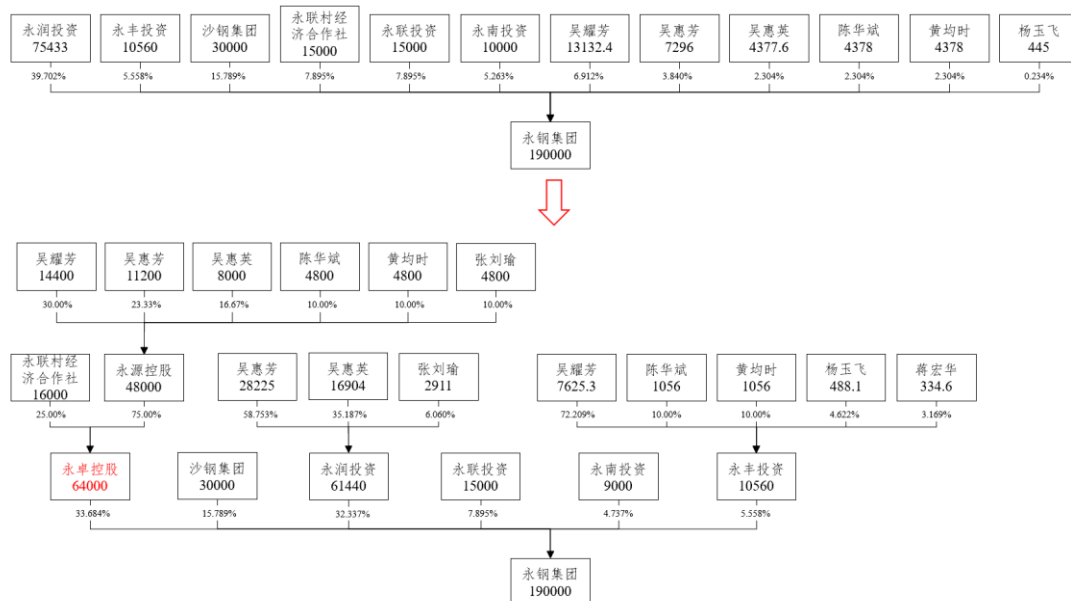 永润投资
75433
永丰投资
10560
沙钢集团
30000
永联村经
济合作社
15000
永联投资
15000
永南投资
10000
吴耀芳
13132.4
吴惠芳
7296
吴惠英
4377.6
陈华斌
4378
黄均时
4378
杨玉飞
445
39.702%
5.558%
15.789%
7.895%
7.895%
5.263%
6.912%
3.840%
2.304%
2.304%
2.304%
0.234%
永钢集团
190000
吴耀芳
14400
吴惠芳
11200
吴惠英
8000
陈华斌
4800
黄均时
4800
张刘瑜
4800
30.00%
23.33%
16.67%
10.00%
10.00%
10.00%
永联村经
济合作社
16000
永源控股
48000
吴惠芳
28225
吴惠英
16904
张刘瑜
2911
吴耀芳
7625.3
陈华斌
1056
黄均时
1056
杨玉飞
488.1
蒋宏华
334.6
25.00%
75.00%
58.753%
35.187%
6.060%
72.209%
10.00%
10.00%
4.622%
3.169%
永卓控股
64000
沙钢集团
30000
永润投资
61440
永联投资
15000
永南投资
9000
永丰投资
10560
33.684%
15.789%
32.337%
7.895%
4.737%
5.558%
永钢集团
190000